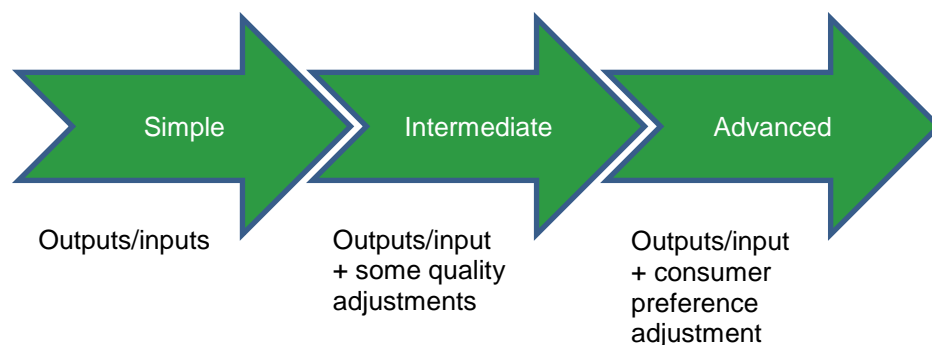 Simple
Intermediate
Advanced
Outputs/inputs
Outputs/input
+ some quality
adjustments
Outputs/input
+ consumer
preference
adjustment